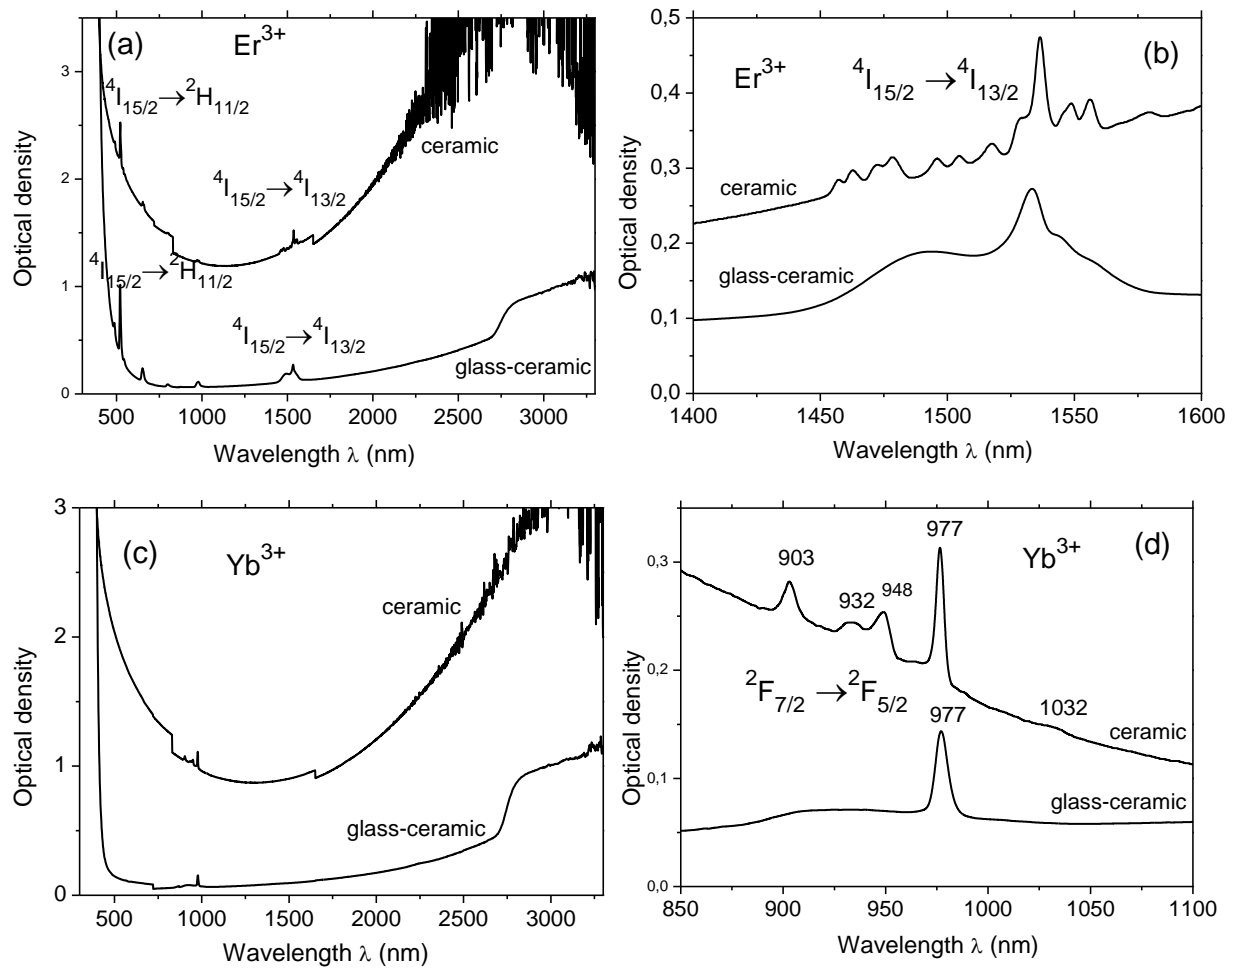 (a)
Er3+
4I15/2→2H11/2
ceramic
4I15/2→4I13/2
4I15/2→2H11/2
4I15/2→4I13/2
glass-ceramic
Optical density
3
2
1
0
500 1000 1500 2000 2500 3000
Wavelength λ (nm)
(b)
Er3+
4I15/2→4I13/2
ceramic
glass-ceramic
Optical density
0,5
0,4
0,3
0,2
0,1
0,0
1400 1450 1500 1550 1600
Wavelength λ (nm)
(c)
Yb3+
ceramic
glass-ceramic
Optical density
3
2
1
0
500 1000 1500 2000 2500 3000
Wavelength λ (nm)
(d)
Yb3+
977
903
932
948
2F7/2→2F5/2
977
1032
ceramic
glass-ceramic
Optical density
0,3
0,2
0,1
0,0
850 900 950 1000 1050 1100
Wavelength λ (nm)